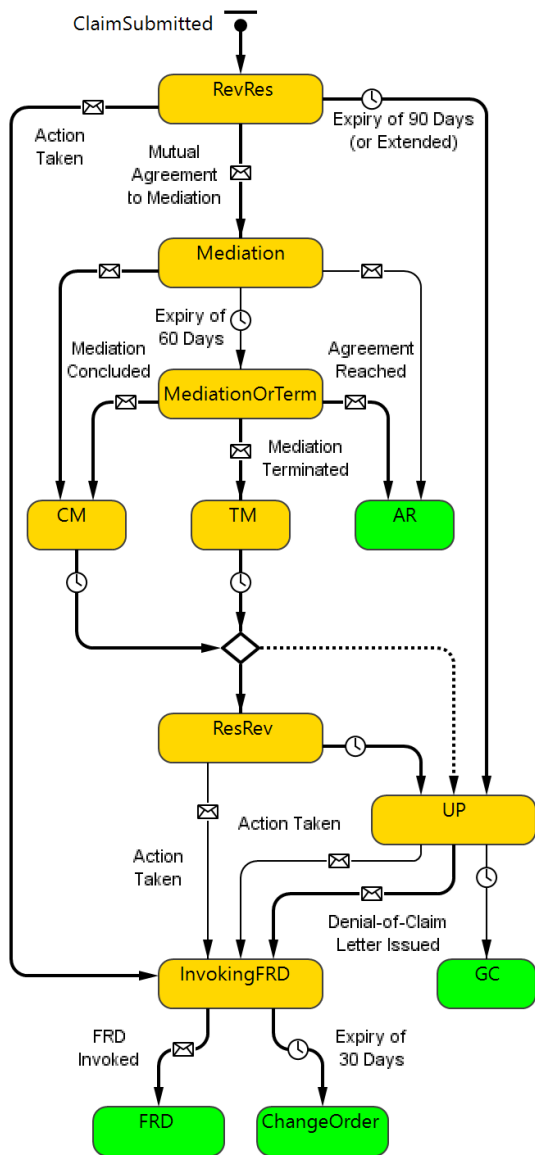 ClaimSubmitted
RevRes
Action
Taken
Expiry of 90 Days
(or Extended)
Mutual
Agreement
to Mediation
Mediation
Expiry of
60 Days
Mediation
Concluded
Agreement
Reached
MediationOrTerm
Mediation
Terminated
CM
TM
AR
ResRev
UP
Action Taken
Action
Taken
Denial-of-Claim
Letter Issued
InvokingFRD
GC
FRD
Invoked
Expiry of
30 Days
FRD
ChangeOrder